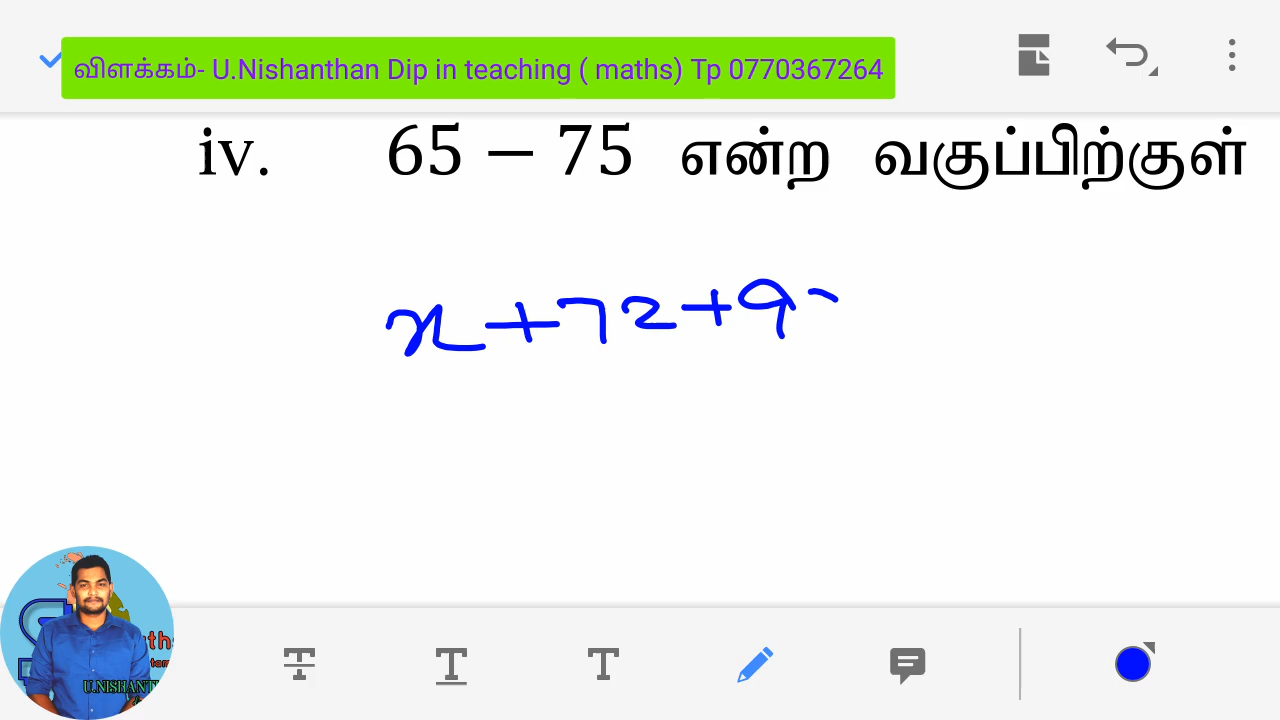 விளக்கம்- U.Nishanthan Dip in teaching ( maths) Tp 0770367264
iv. 65 – 75 என்ற வகுப்பிற்குள்
x+72+9
T T T